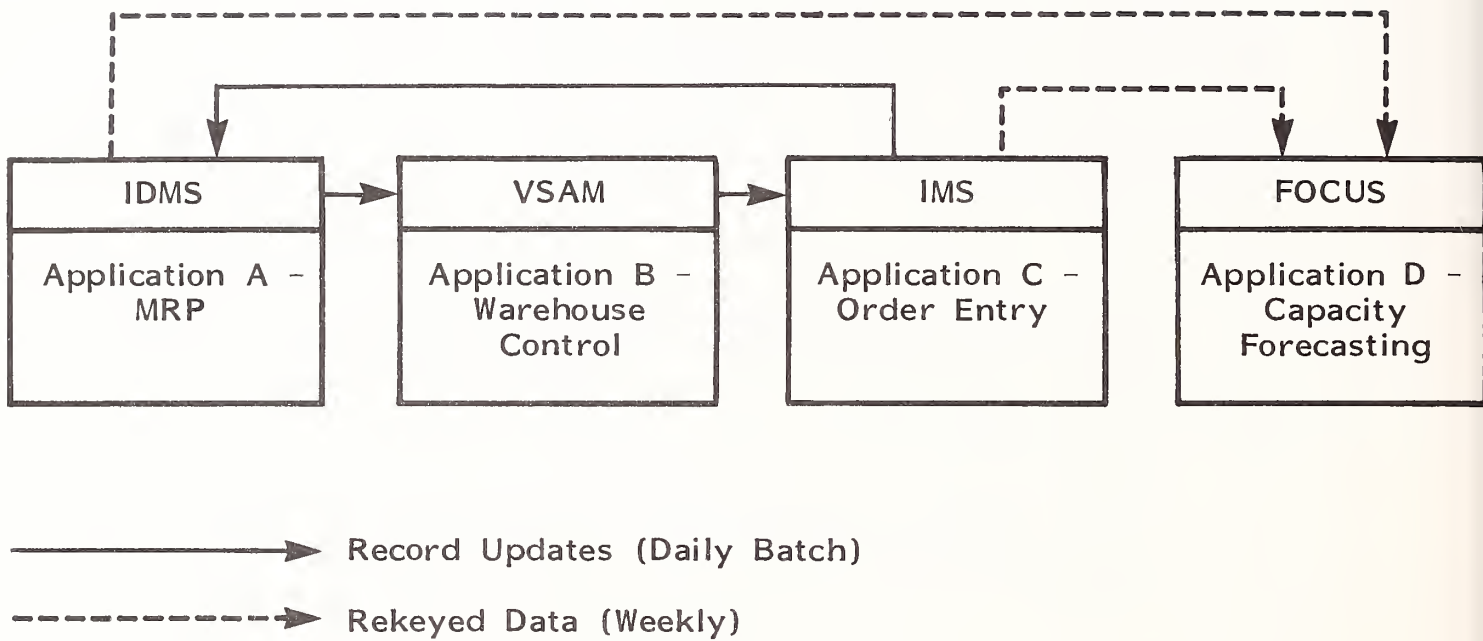 IDMS
VSAM
IMS
FOCUS
Application A -
MRP
Application B -
Warehouse
Control
Application C -
Order Entry
Application D -
Capacity
Forecasting
Record Updates (Daily Batch)
Rekeyed Data (Weekly)